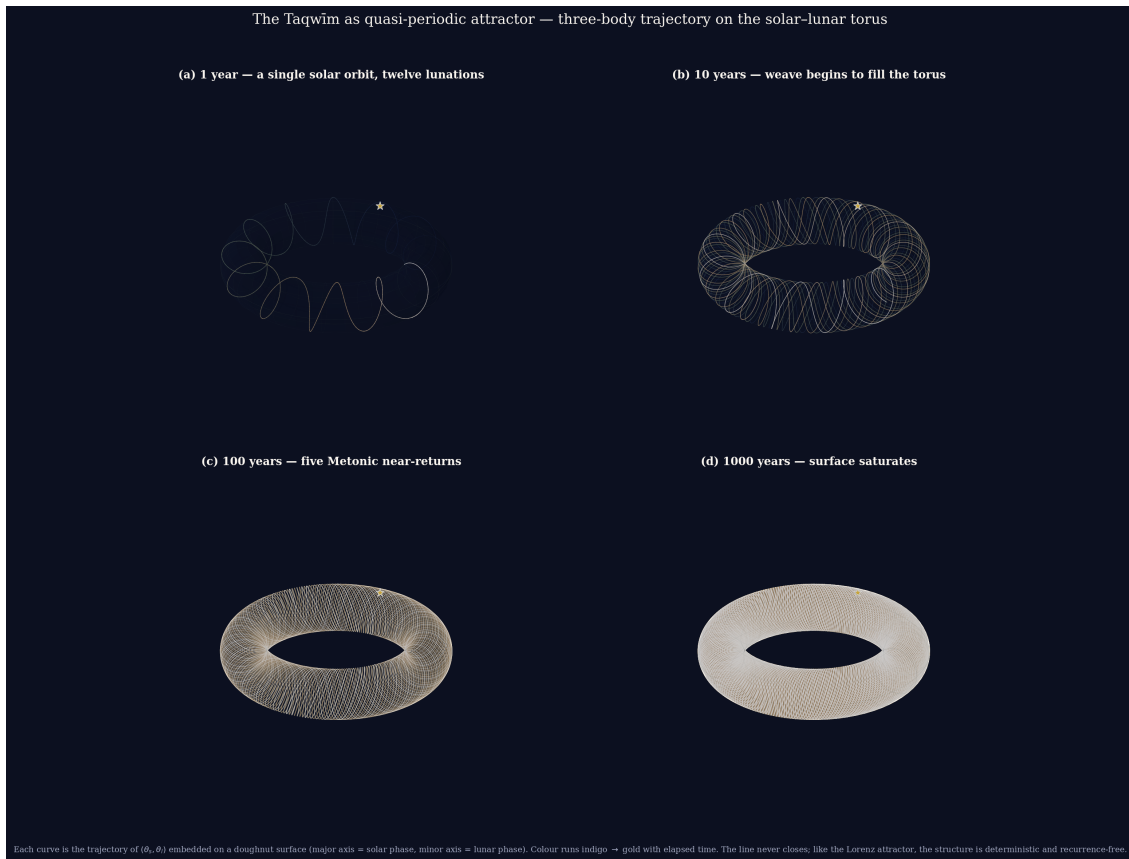 The Taqwīm as quasi-periodic attractor — three-body trajectory on the solar–lunar torus
(a) 1 year — a single solar orbit, twelve lunations
(b) 10 years — weave begins to fill the torus
(c) 100 years — five Metonic near-returns
(d) 1000 years — surface saturates
Each curve is the trajectory of (θₛ, θₗ) embedded on a doughnut surface (major axis = solar phase, minor axis = lunar phase). Colour runs indigo → gold with elapsed time. The line never closes; like the Lorenz attractor, the structure is deterministic and recurrence-free.